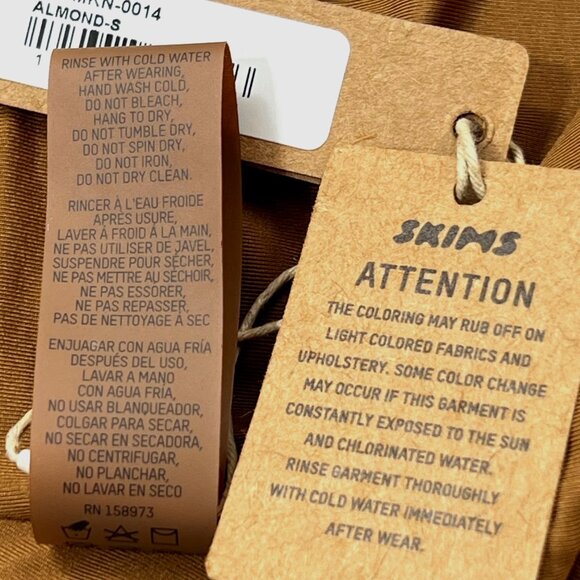 KN-0014
ALMOND-S
1
RINSE WITH COLD WATER
AFTER WEARING,
HAND WASH COLD,
DO NOT BLEACH,
HANG TO DRY,
DO NOT TUMBLE DRY,
DO NOT SPIN DRY,
DO NOT IRON,
DO NOT DRY CLEAN.
RINCER À L'EAU FROIDE
APRÈS USURE,
LAVER À FROID À LA MAIN,
NE PAS UTILISER DE JAVEL,
SUSPENDRE POUR SÉCHER,
NE PAS METTRE AU SÉCHOIR,
NE PAS ESSORER,
NE PAS REPASSER,
PAS DE NETTOYAGE À SEC
ENJUAGAR CON AGUA FRÍA
DESPUÉS DEL USO,
LAVAR A MANO
CON AGUA FRÍA,
NO USAR BLANQUEADOR,
COLGAR PARA SECAR,
NO SECAR EN SECADORA,
NO CENTRIFUGAR,
NO PLANCHAR,
NO LAVAR EN SECO
RN 158973
SKIMS
ATTENTION
THE COLORING MAY RUB OFF ON
LIGHT COLORED FABRICS AND
UPHOLSTERY. SOME COLOR CHANGE
MAY OCCUR IF THIS GARMENT IS
CONSTANTLY EXPOSED TO THE SUN
AND CHLORINATED WATER.
RINSE GARMENT THOROUGHLY
WITH COLD WATER IMMEDIATELY
AFTER WEAR.